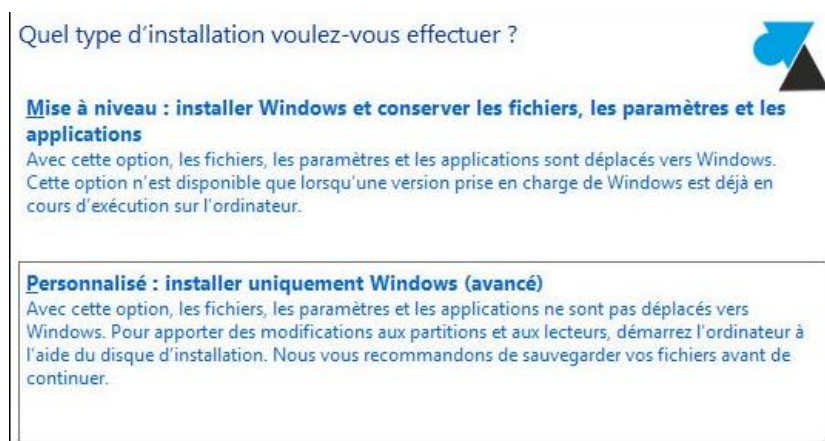 Quel type d'installation voulez-vous effectuer ?
Mise à niveau : installer Windows et conserver les fichiers, les paramètres et les
applications
Avec cette option, les fichiers, les paramètres et les applications sont déplacés vers Windows.
Cette option n'est disponible que lorsqu'une version prise en charge de Windows est déjà en
cours d'exécution sur l'ordinateur.
Personnalisé : installer uniquement Windows (avancé)
Avec cette option, les fichiers, les paramètres et les applications ne sont pas déplacés vers
Windows. Pour apporter des modifications aux partitions et aux lecteurs, démarrez l'ordinateur à
l'aide du disque d'installation. Nous vous recommandons de sauvegarder vos fichiers avant de
continuer.